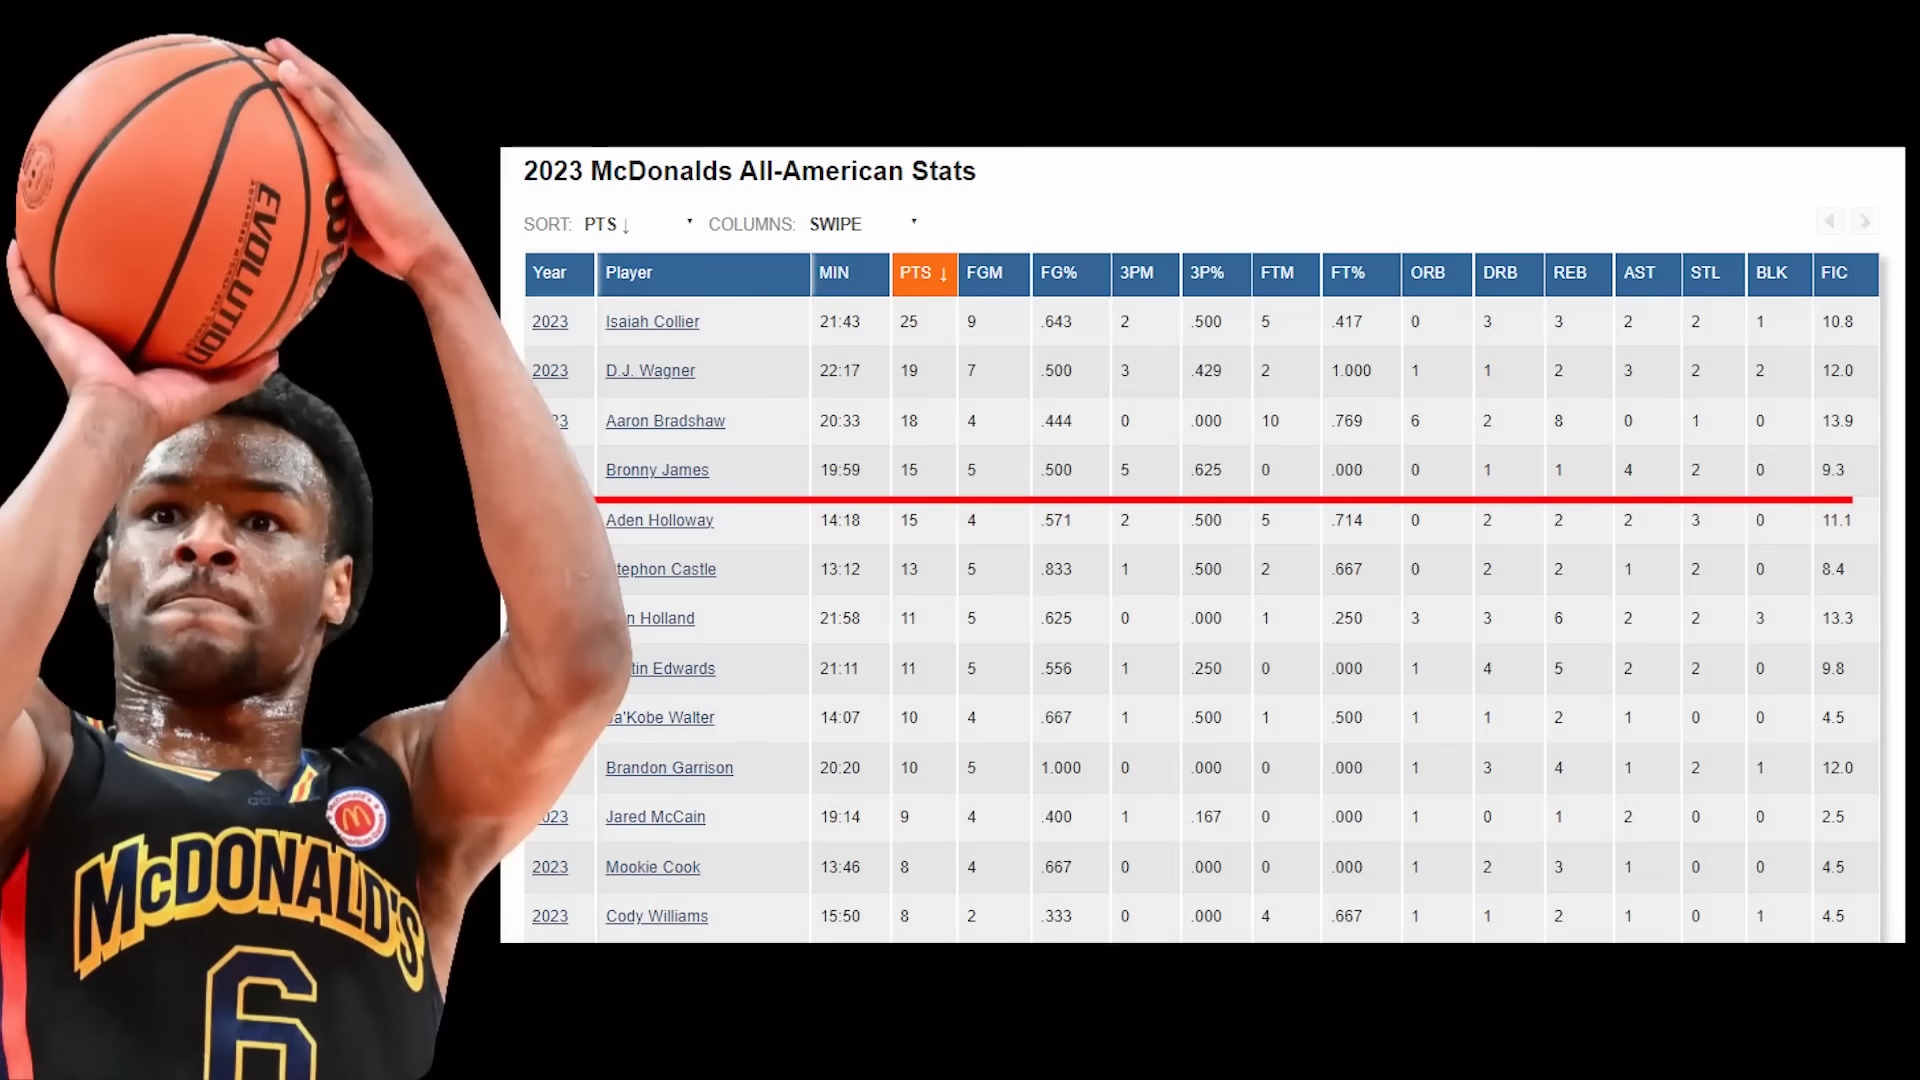 2023 McDonalds All-American Stats
SORT: PTS ↓ COLUMNS: SWIPE
Year Player MIN PTS ↓ FGM FG% 3PM 3P% FTM FT% ORB DRB REB AST STL BLK FIC
2023 Isaiah Collier 21:43 25 9 .643 2 .500 5 .417 0 3 3 2 2 1 10.8
2023 D.J. Wagner 22:17 19 7 .500 3 .429 2 1.000 1 1 2 3 2 2 12.0
3 Aaron Bradshaw 20:33 18 4 .444 0 .000 10 .769 6 2 8 0 1 0 13.9
Bronny James 19:59 15 5 .500 5 .625 0 .000 0 1 1 4 2 0 9.3
Aden Holloway 14:18 15 4 .571 2 .500 5 .714 0 2 2 2 3 0 11.1
tephon Castle 13:12 13 5 .833 1 .500 2 .667 0 2 2 1 2 0 8.4
n Holland 21:58 11 5 .625 0 .000 1 .250 3 3 6 2 2 3 13.3
tin Edwards 21:11 11 5 .556 1 .250 0 .000 1 4 5 2 2 0 9.8
a'Kobe Walter 14:07 10 4 .667 1 .500 1 .500 1 1 2 1 0 0 4.5
Brandon Garrison 20:20 10 5 1.000 0 .000 0 .000 1 3 4 1 2 1 12.0
023 Jared McCain 19:14 9 4 .400 1 .167 0 .000 1 0 1 2 0 0 2.5
2023 Mookie Cook 13:46 8 4 .667 0 .000 0 .000 1 2 3 1 0 0 4.5
2023 Cody Williams 15:50 8 2 .333 0 .000 4 .667 1 1 2 1 0 1 4.5
EVOLUTION
McDONALD'S
6